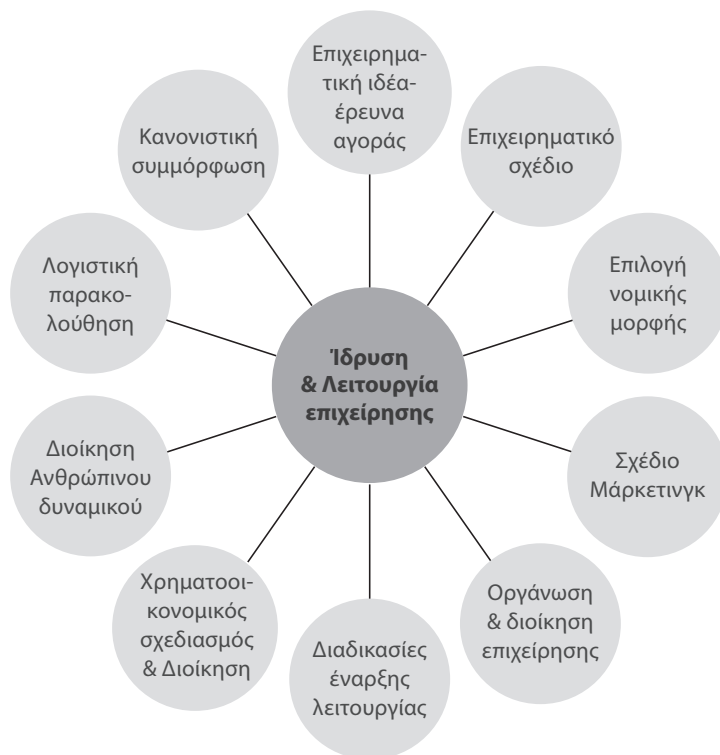 Επιχειρημα-
τική ιδέα-
έρευνα
αγοράς
Επιχειρηματικό
σχέδιο
Επιλογή
νομικής
μορφής
Σχέδιο
Μάρκετινγκ
Οργάνωση
& διοίκηση
επιχείρησης
Διαδικασίες
έναρξης
λειτουργίας
Χρηματοοι-
κονομικός
σχεδιασμός
& Διοίκηση
Διοίκηση
Ανθρώπινου
δυναμικού
Λογιστική
παρακο-
λούθηση
Κανονιστική
συμμόρφωση
Ίδρυση
& Λειτουργία
επιχείρησης